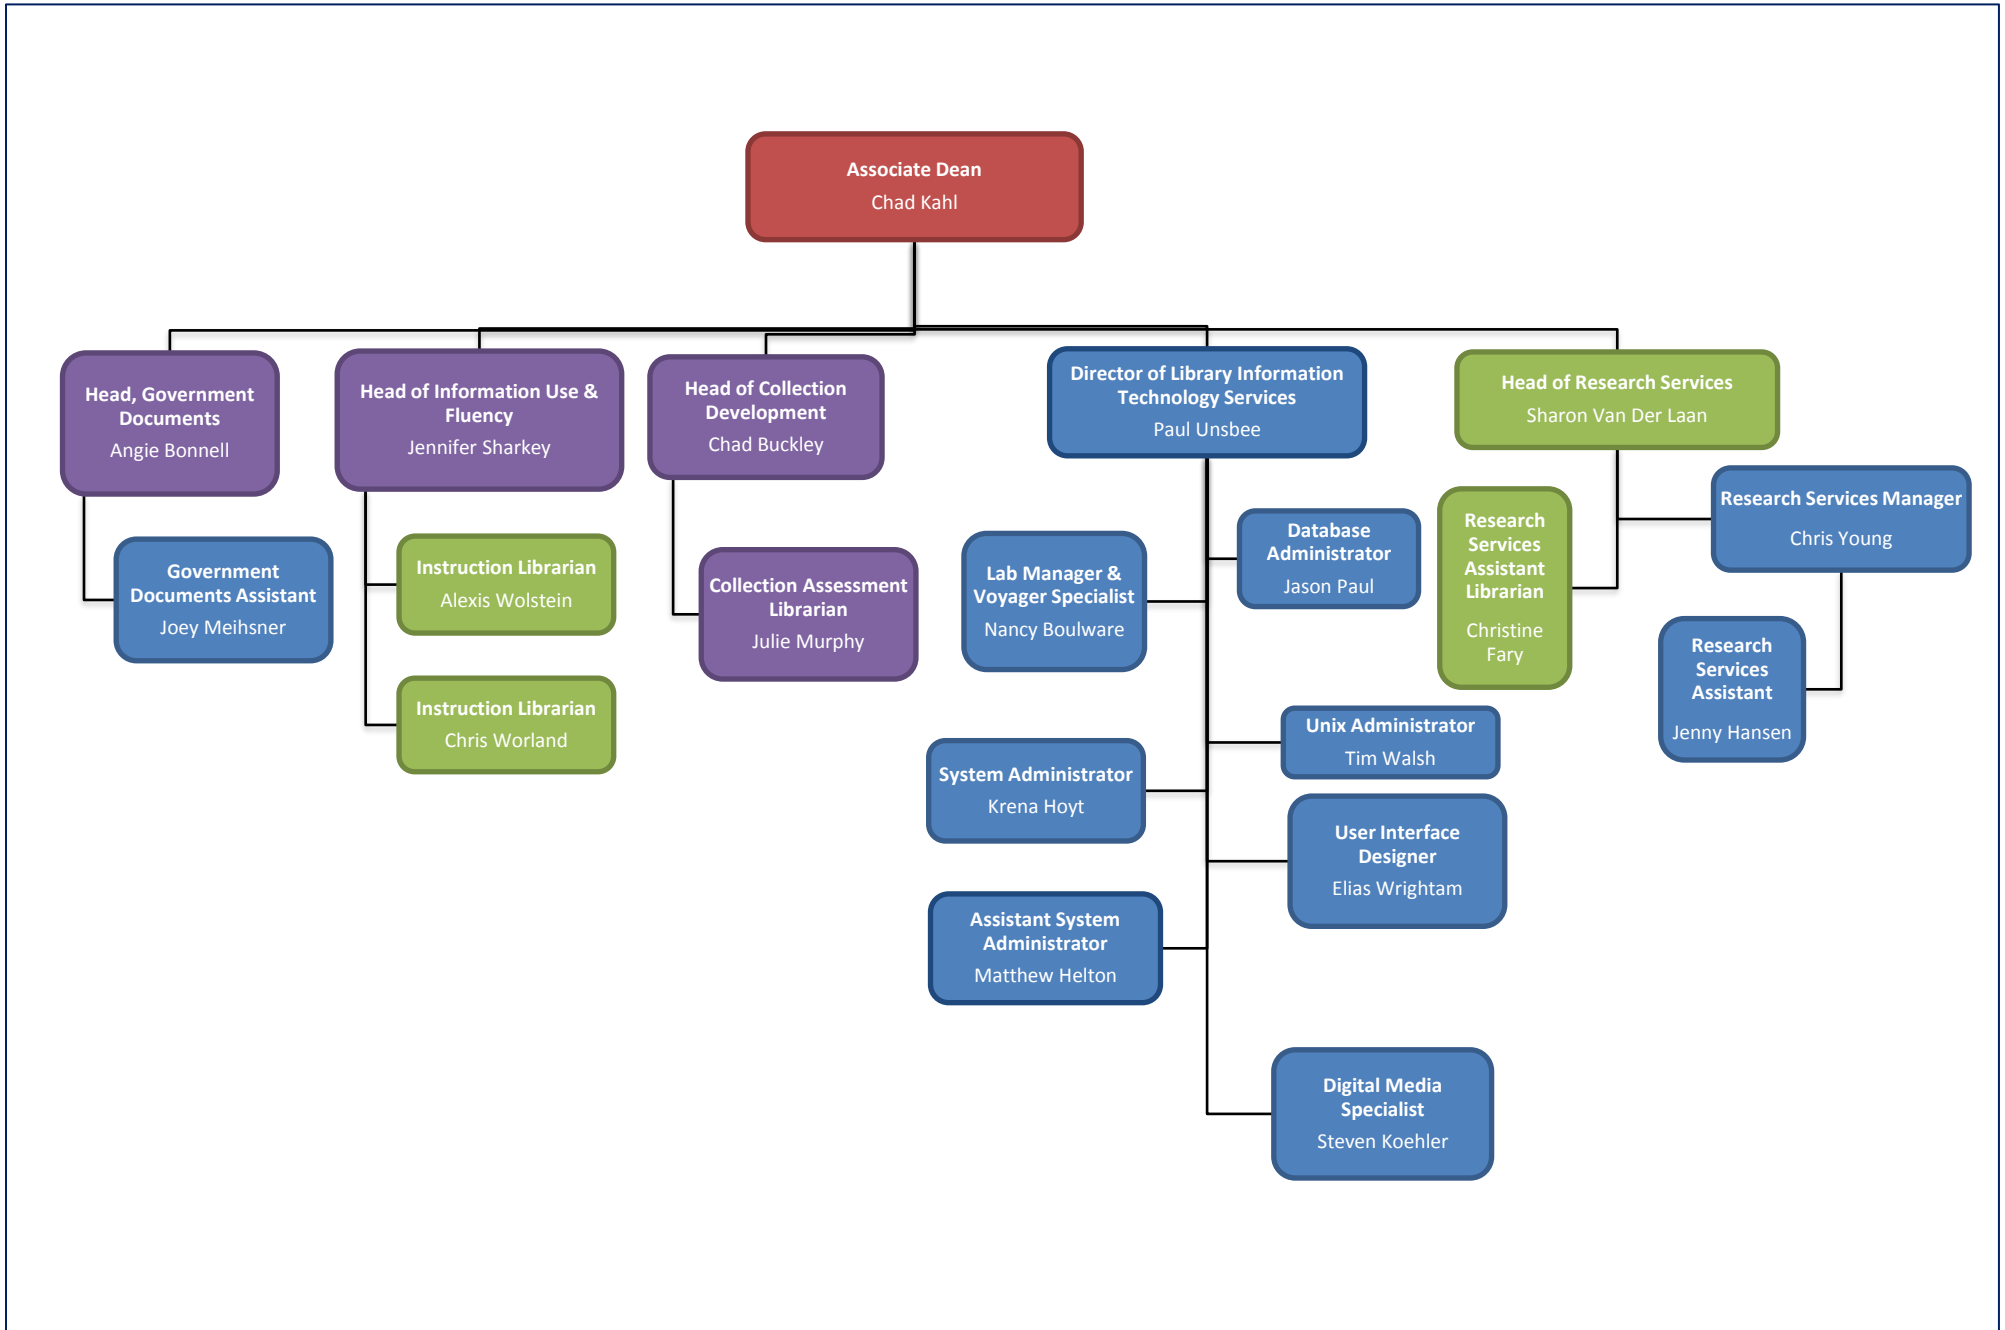 Associate Dean
Chad Kahl
Head, Government
Documents
Angie Bonnell
Head of Information Use &
Fluency
Jennifer Sharkey
Head of Collection
Development
Chad Buckley
Director of Library Information
Technology Services
Paul Unsbee
Head of Research Services
Sharon Van Der Laan
Government
Documents Assistant
Joey Meihsner
Instruction Librarian
Alexis Wolstein
Instruction Librarian
Chris Worland
Collection Assessment
Librarian
Julie Murphy
Lab Manager &
Voyager Specialist
Nancy Boulware
Database
Administrator
Jason Paul
System Administrator
Krena Hoyt
Unix Administrator
Tim Walsh
User Interface
Designer
Elias Wrightam
Assistant System
Administrator
Matthew Helton
Digital Media
Specialist
Steven Koehler
Research
Services
Assistant
Librarian
Christine
Fary
Research Services Manager
Chris Young
Research
Services
Assistant
Jenny Hansen